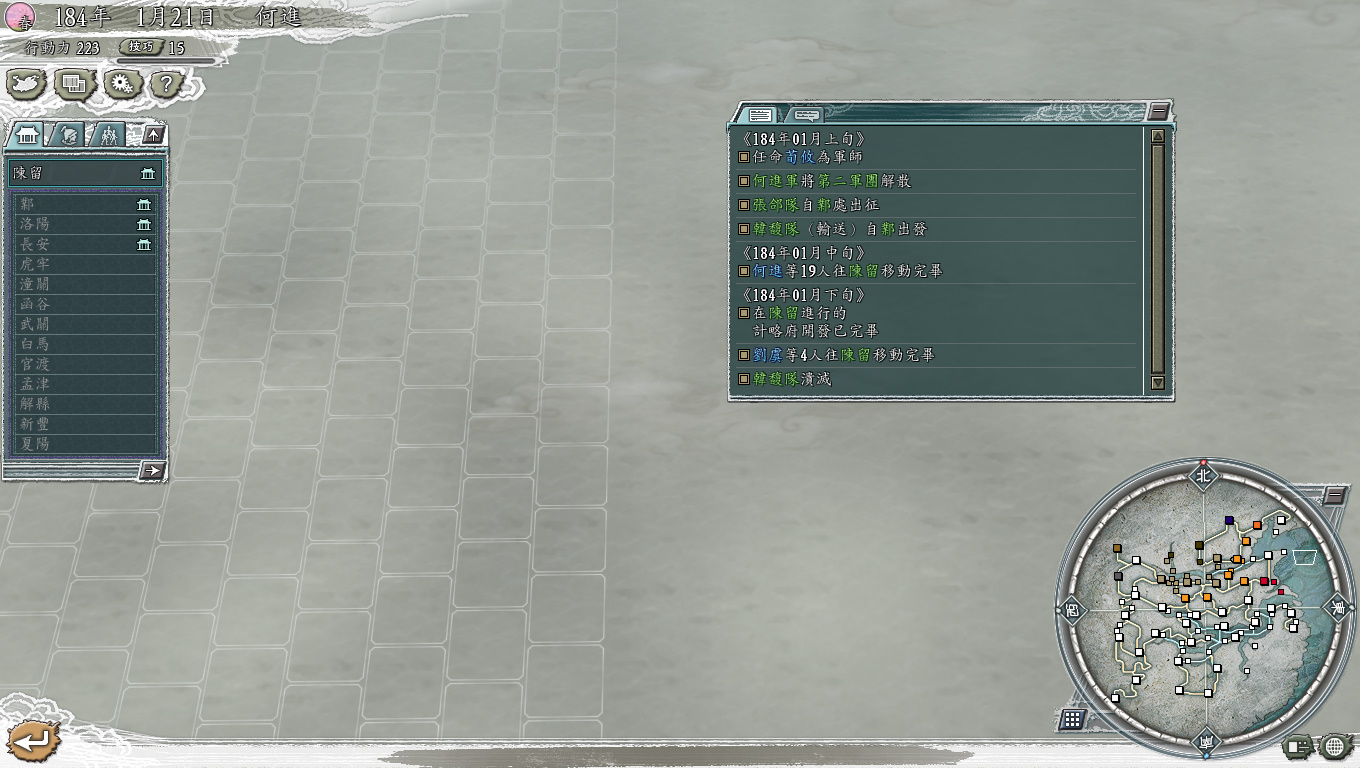 春 184年 1月21日 何進
行動力 223 技巧 15
?
陳留
鄴
洛陽
長安
虎牢
潼關
函谷
武關
白馬
官渡
孟津
解縣
新豐
夏陽
《184年01月上旬》
任命荀攸為軍師
何進軍將第二軍團解散
張郃隊自鄴處出征
韓馥隊（輸送）自鄴出發
《184年01月中旬》
何進等19人往陳留移動完畢
《184年01月下旬》
在陳留進行的
計略府開發已完畢
劉虞等4人往陳留移動完畢
韓馥隊潰滅
北
西
東
南